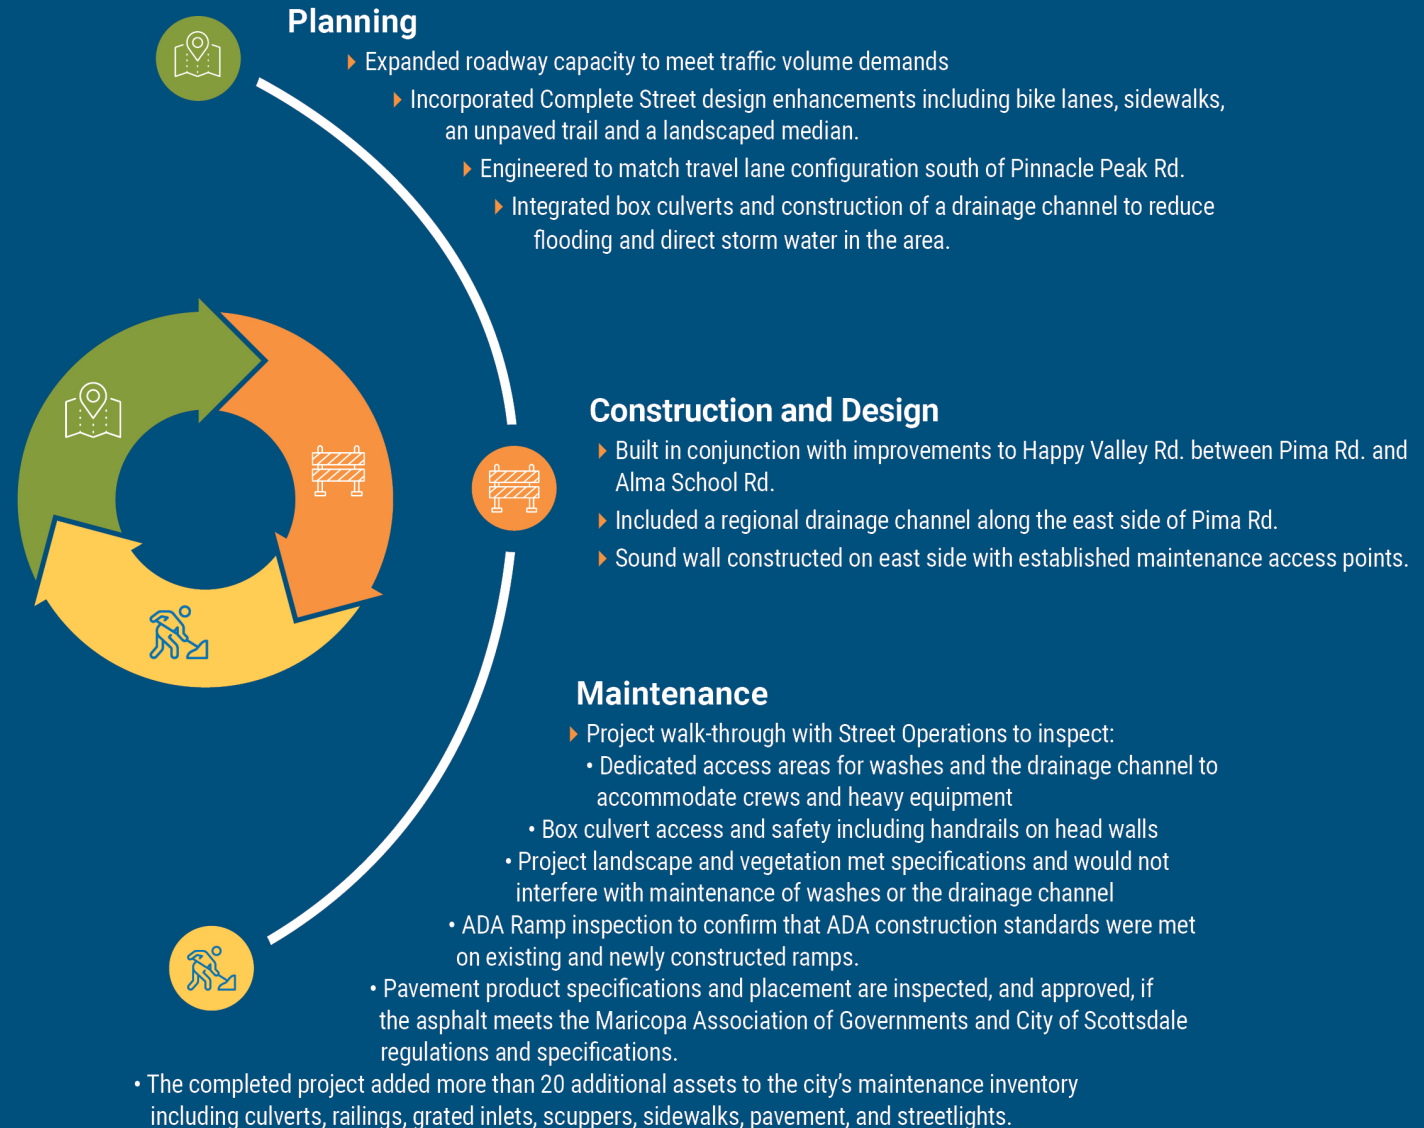 Planning
Expanded roadway capacity to meet traffic volume demands
Incorporated Complete Street design enhancements including bike lanes, sidewalks,
an unpaved trail and a landscaped median.
Engineered to match travel lane configuration south of Pinnacle Peak Rd.
Integrated box culverts and construction of a drainage channel to reduce
flooding and direct storm water in the area.
Construction and Design
Built in conjunction with improvements to Happy Valley Rd. between Pima Rd. and
Alma School Rd.
Included a regional drainage channel along the east side of Pima Rd.
Sound wall constructed on east side with established maintenance access points.
Maintenance
Project walk-through with Street Operations to inspect:
• Dedicated access areas for washes and the drainage channel to
accommodate crews and heavy equipment
• Box culvert access and safety including handrails on head walls
• Project landscape and vegetation met specifications and would not
interfere with maintenance of washes or the drainage channel
• ADA Ramp inspection to confirm that ADA construction standards were met
on existing and newly constructed ramps.
• Pavement product specifications and placement are inspected, and approved, if
the asphalt meets the Maricopa Association of Governments and City of Scottsdale
regulations and specifications.
• The completed project added more than 20 additional assets to the city’s maintenance inventory
including culverts, railings, grated inlets, scuppers, sidewalks, pavement, and streetlights.